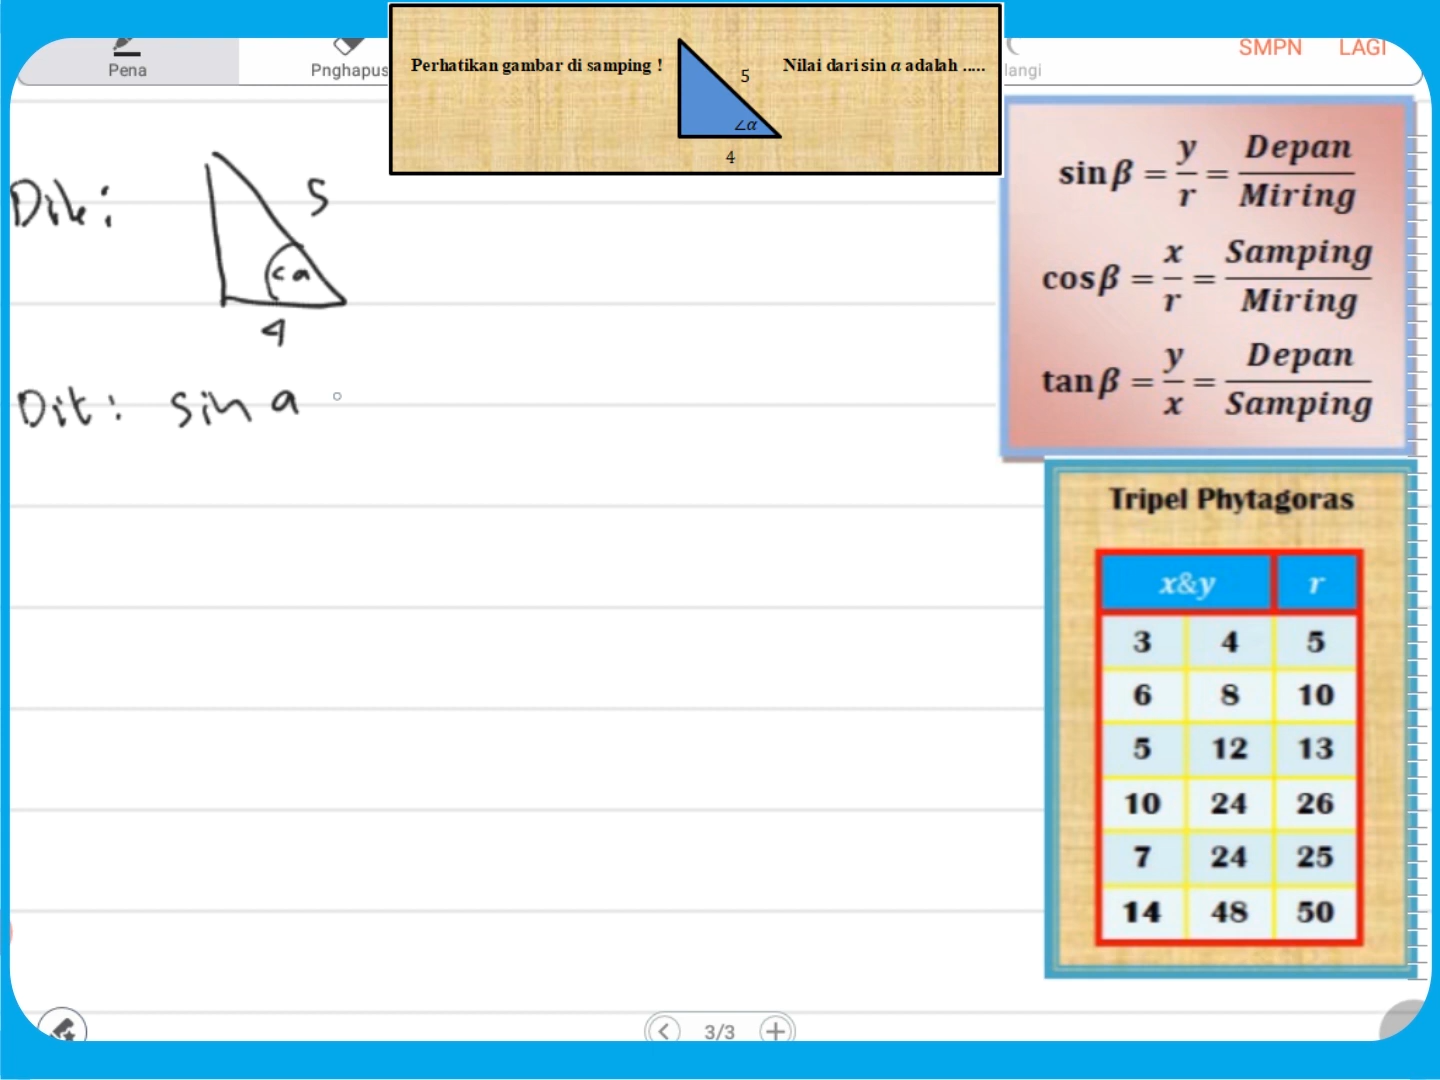 Pena
Pnghapus
langi
SMPN LAGI
Perhatikan gambar di samping !
5
∠α
4
Nilai dari sin α adalah .....
Dik:
5
< a
4
Dit: sin a
sin β = y/r = Depan/Miring
cos β = x/r = Samping/Miring
tan β = y/x = Depan/Samping
Tripel Phytagoras
x&y r
3 4 5
6 8 10
5 12 13
10 24 26
7 24 25
14 48 50
3/3